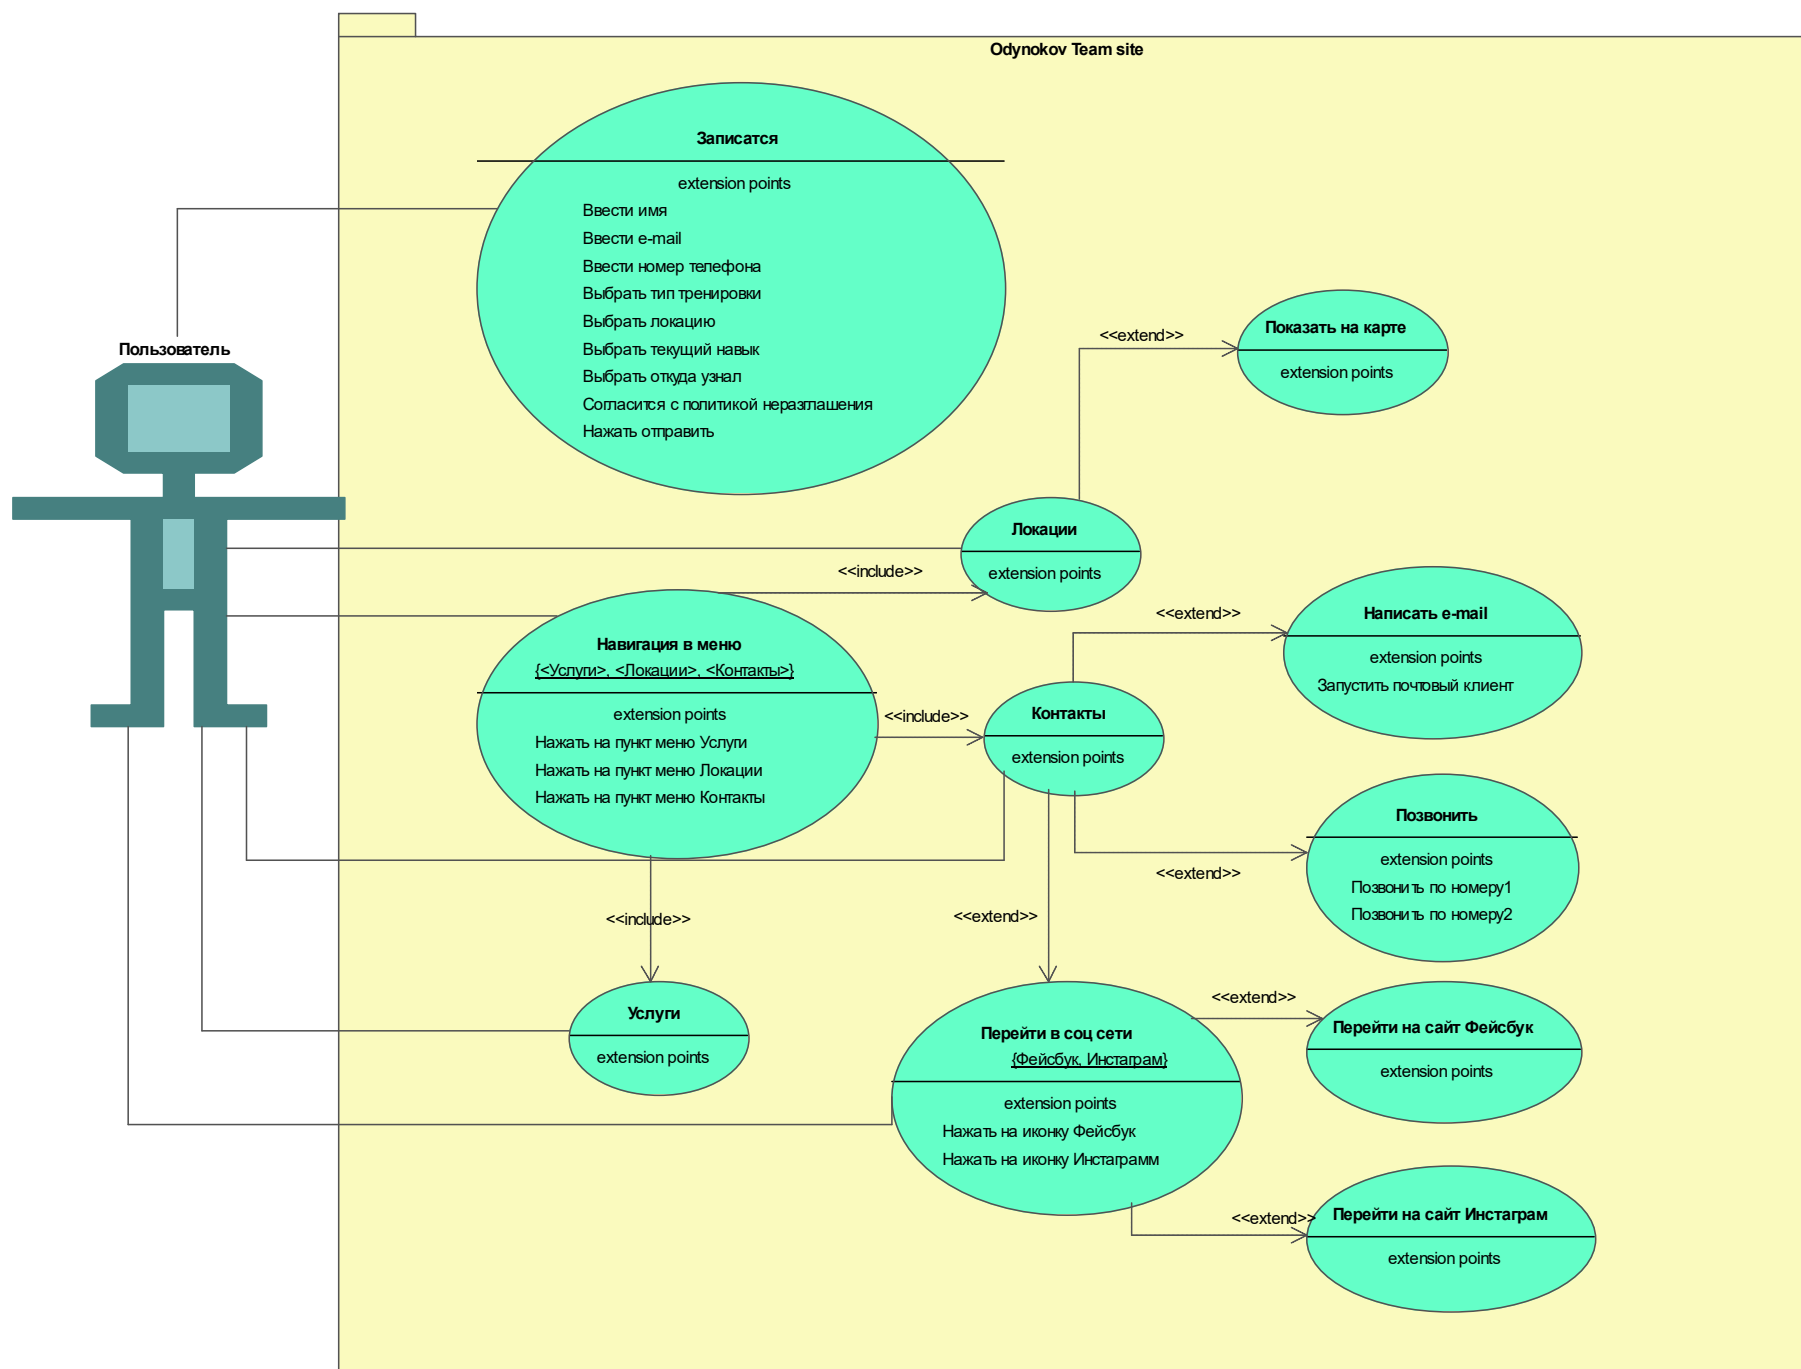 Odynokov Team site
Записатся
extension points
Ввести имя
Ввести e-mail
Ввести номер телефона
Выбрать тип тренировки
Выбрать локацию
Выбрать текущий навык
Выбрать откуда узнал
Согласится с политикой неразглашения
Нажать отправить
Пользователь
<<extend>>
Показать на карте
extension points
Локации
extension points
<<include>>
Навигация в меню
{<Услуги>, <Локации>, <Контакты>}
extension points
Нажать на пункт меню Услуги
Нажать на пункт меню Локации
Нажать на пункт меню Контакты
<<include>>
Контакты
extension points
<<extend>>
Написать e-mail
extension points
Запустить почтовый клиент
<<extend>>
Позвонить
extension points
Позвонить по номеру1
Позвонить по номеру2
<<include>>
Услуги
extension points
<<extend>>
Перейти в соц сети
{Фейсбук, Инстаграм}
extension points
Нажать на иконку Фейсбук
Нажать на иконку Инстаграмм
<<extend>>
Перейти на сайт Фейсбук
extension points
<<extend>>
Перейти на сайт Инстаграм
extension points